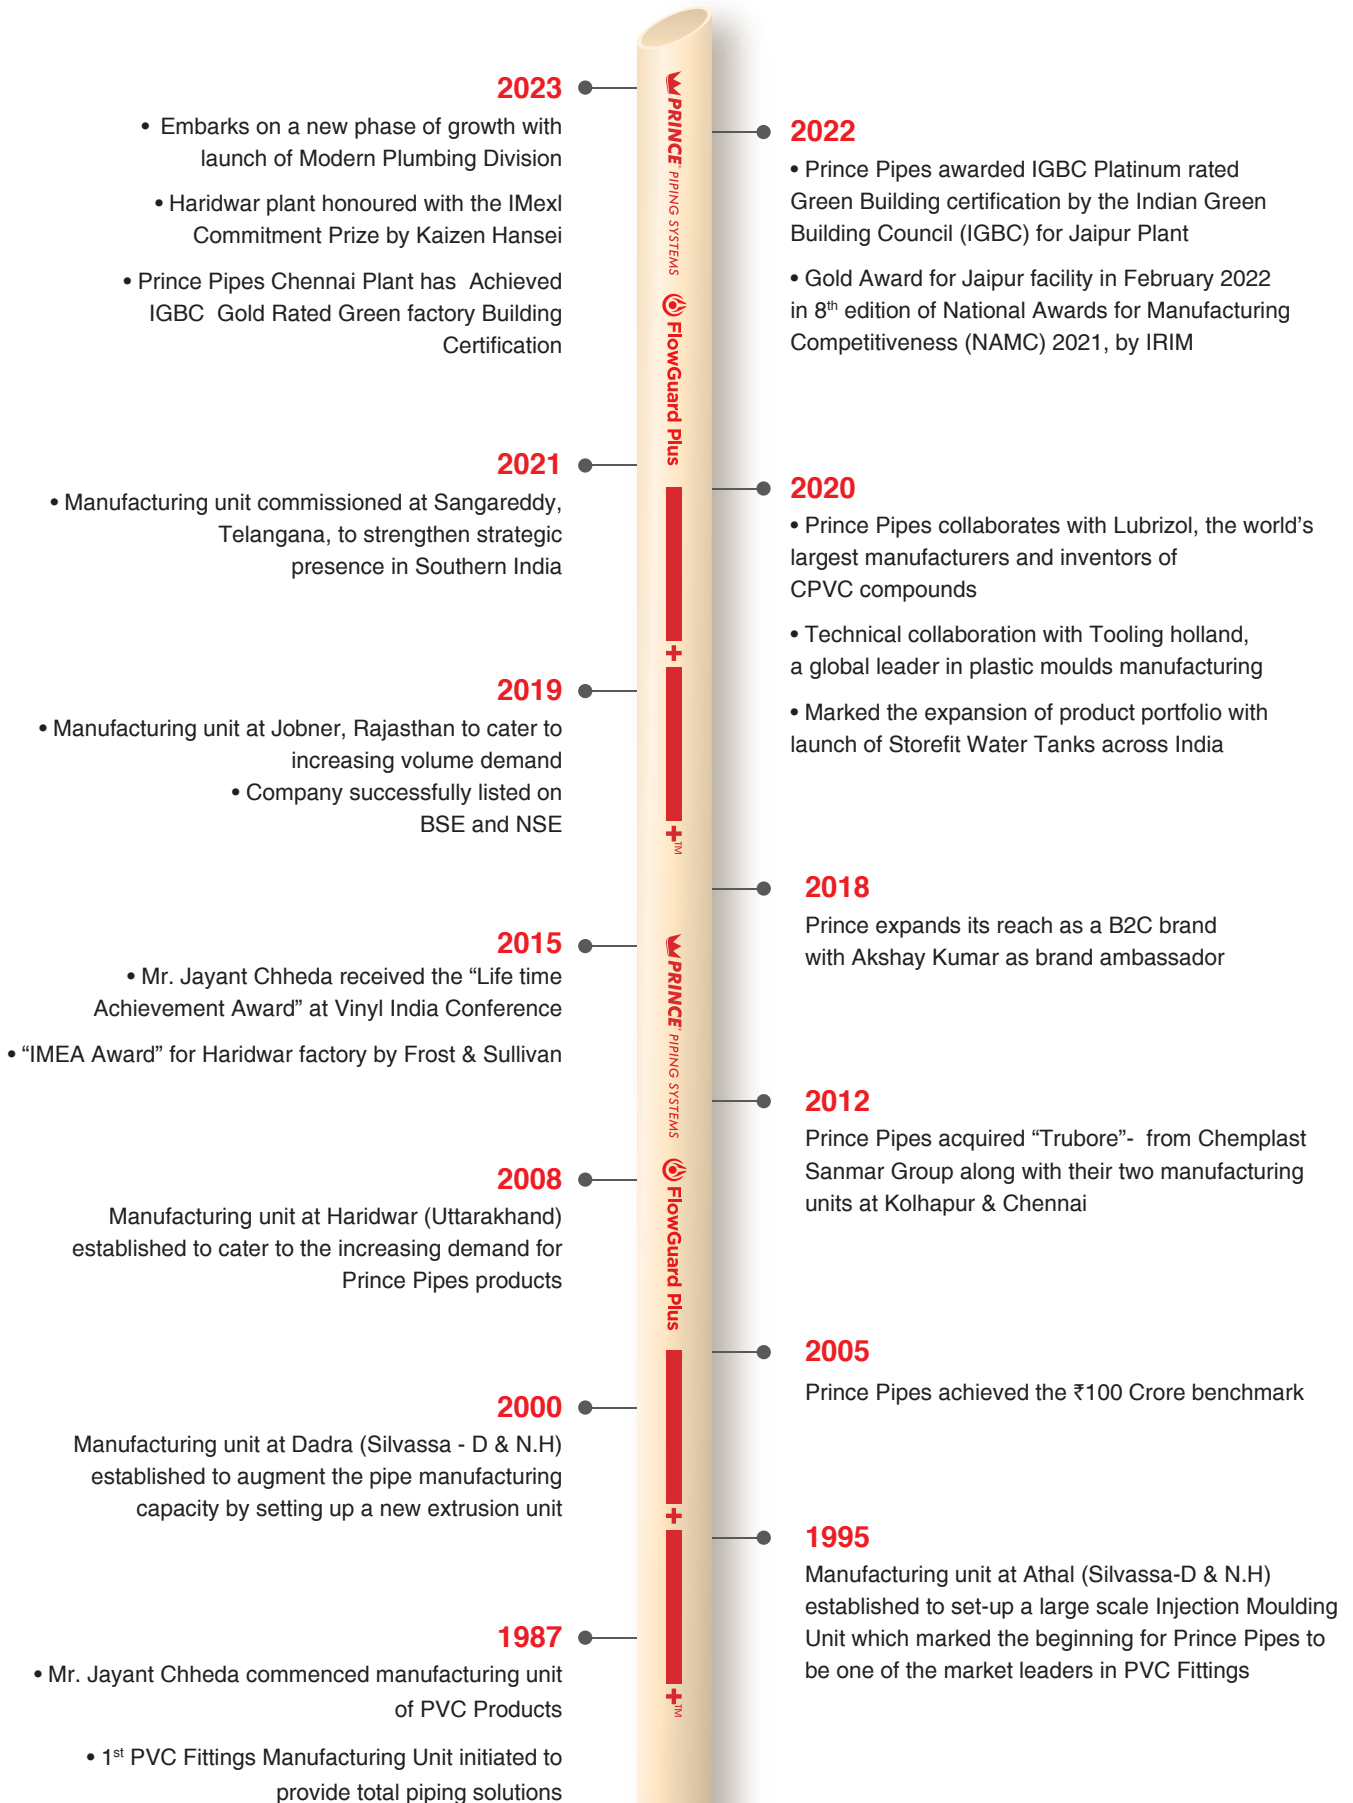 2023
• Embarks on a new phase of growth with
launch of Modern Plumbing Division
• Haridwar plant honoured with the IMexI
Commitment Prize by Kaizen Hansei
• Prince Pipes Chennai Plant has Achieved
IGBC Gold Rated Green factory Building
Certification
2022
• Prince Pipes awarded IGBC Platinum rated
Green Building certification by the Indian Green
Building Council (IGBC) for Jaipur Plant
• Gold Award for Jaipur facility in February 2022
in 8th edition of National Awards for Manufacturing
Competitiveness (NAMC) 2021, by IRIM
2021
• Manufacturing unit commissioned at Sangareddy,
Telangana, to strengthen strategic
presence in Southern India
2020
• Prince Pipes collaborates with Lubrizol, the world’s
largest manufacturers and inventors of
CPVC compounds
• Technical collaboration with Tooling holland,
a global leader in plastic moulds manufacturing
• Marked the expansion of product portfolio with
launch of Storefit Water Tanks across India
2019
• Manufacturing unit at Jobner, Rajasthan to cater to
increasing volume demand
• Company successfully listed on
BSE and NSE
2018
Prince expands its reach as a B2C brand
with Akshay Kumar as brand ambassador
2015
• Mr. Jayant Chheda received the “Life time
Achievement Award” at Vinyl India Conference
• “IMEA Award” for Haridwar factory by Frost & Sullivan
2012
Prince Pipes acquired “Trubore”- from Chemplast
Sanmar Group along with their two manufacturing
units at Kolhapur & Chennai
2008
Manufacturing unit at Haridwar (Uttarakhand)
established to cater to the increasing demand for
Prince Pipes products
2005
Prince Pipes achieved the ₹100 Crore benchmark
2000
Manufacturing unit at Dadra (Silvassa - D & N.H)
established to augment the pipe manufacturing
capacity by setting up a new extrusion unit
1995
Manufacturing unit at Athal (Silvassa-D & N.H)
established to set-up a large scale Injection Moulding
Unit which marked the beginning for Prince Pipes to
be one of the market leaders in PVC Fittings
1987
• Mr. Jayant Chheda commenced manufacturing unit
of PVC Products
• 1st PVC Fittings Manufacturing Unit initiated to
provide total piping solutions
PRINCE PIPING SYSTEMS FlowGuard Plus ++™
PRINCE PIPING SYSTEMS FlowGuard Plus ++™